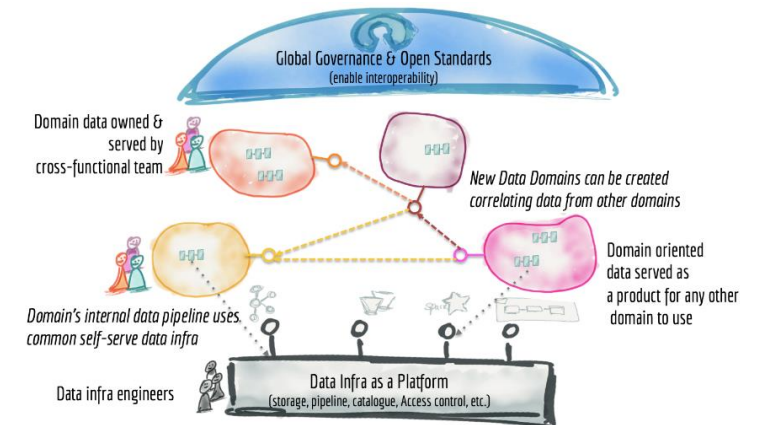 Global Governance & Open Standards
(enable interoperability)
Domain data owned &
served by
cross-functional team
New Data Domains can be created
correlating data from other domains
Domain oriented
data served as
a product for any other
domain to use
Domain's internal data pipeline uses
common self-serve data infra
Data infra engineers
Data Infra as a Platform
(storage, pipeline, catalogue, Access control, etc.)